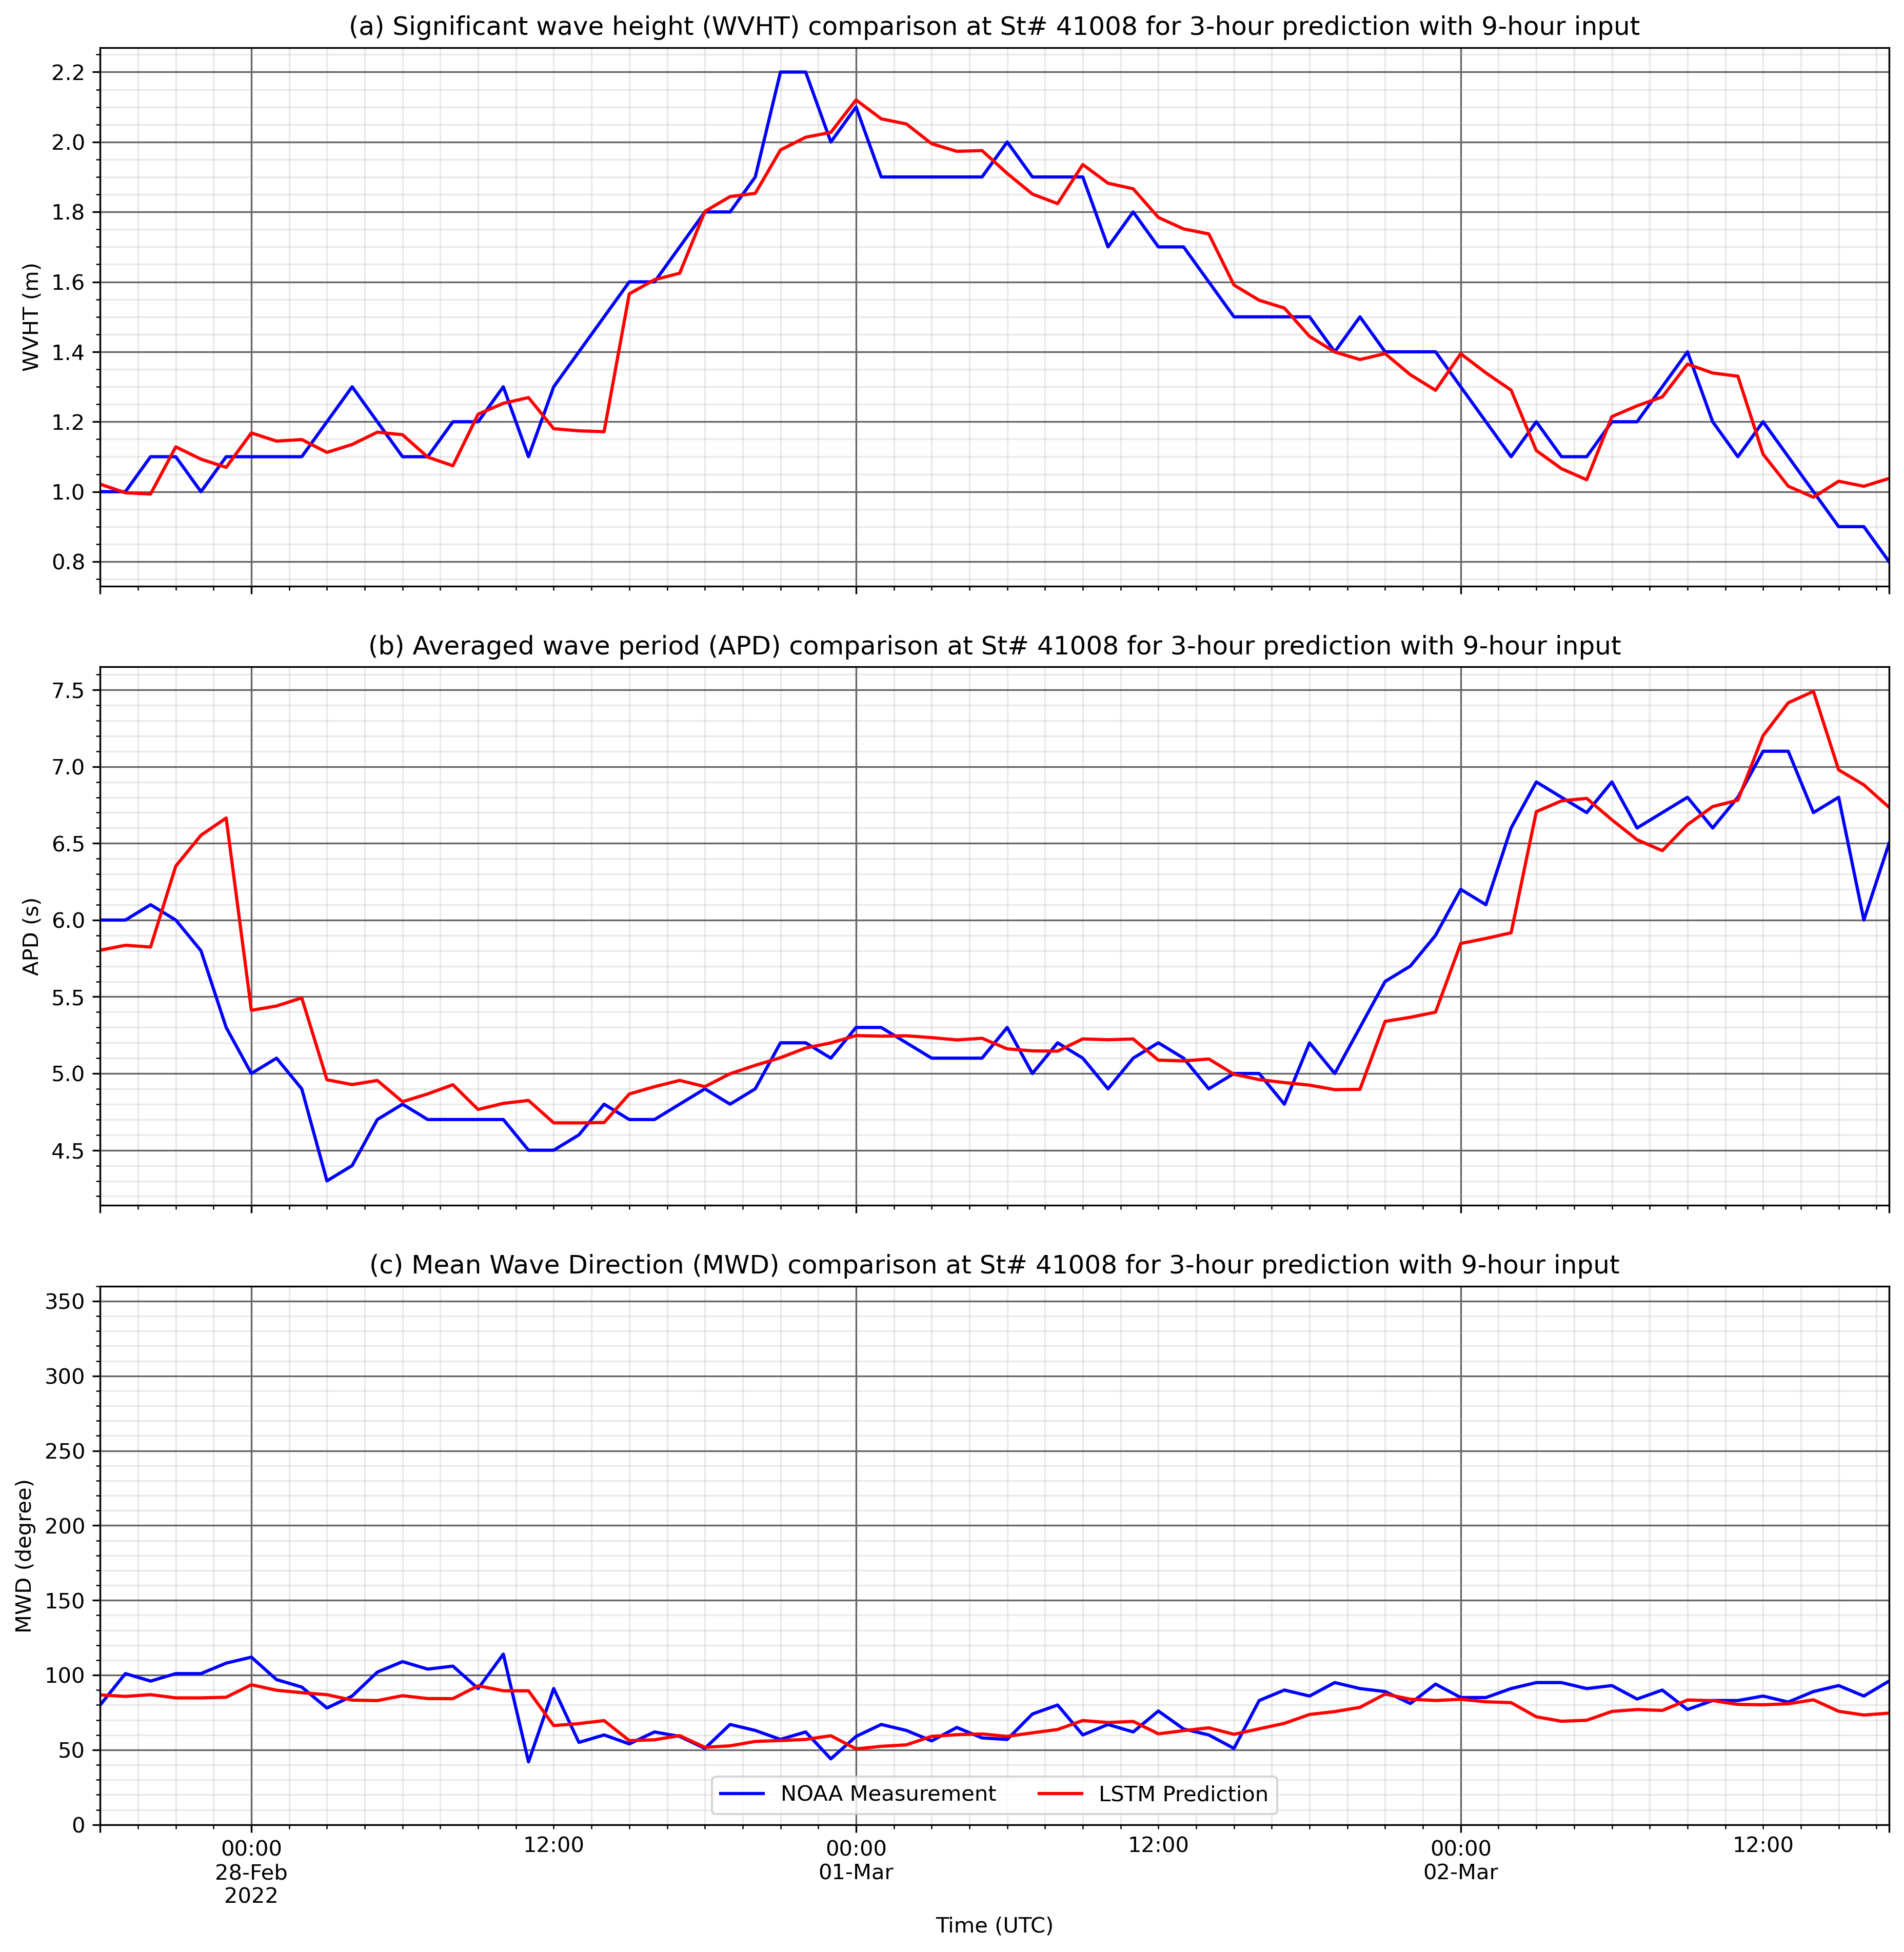 (a) Significant wave height (WVHT) comparison at St# 41008 for 3-hour prediction with 9-hour input
WVHT (m)
2.2
2.0
1.8
1.6
1.4
1.2
1.0
0.8
(b) Averaged wave period (APD) comparison at St# 41008 for 3-hour prediction with 9-hour input
APD (s)
7.5
7.0
6.5
6.0
5.5
5.0
4.5
(c) Mean Wave Direction (MWD) comparison at St# 41008 for 3-hour prediction with 9-hour input
MWD (degree)
350
300
250
200
150
100
50
0
NOAA Measurement LSTM Prediction
00:00 12:00 00:00 12:00 00:00 12:00
28-Feb 01-Mar 02-Mar
2022
Time (UTC)